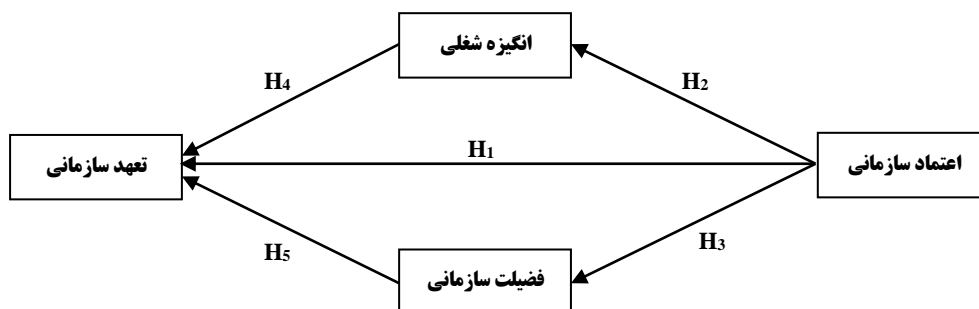 انگیزه شغلی
H4
H2
اعتماد سازمانی
H1
تعهد سازمانی
H5
H3
فضیلت سازمانی